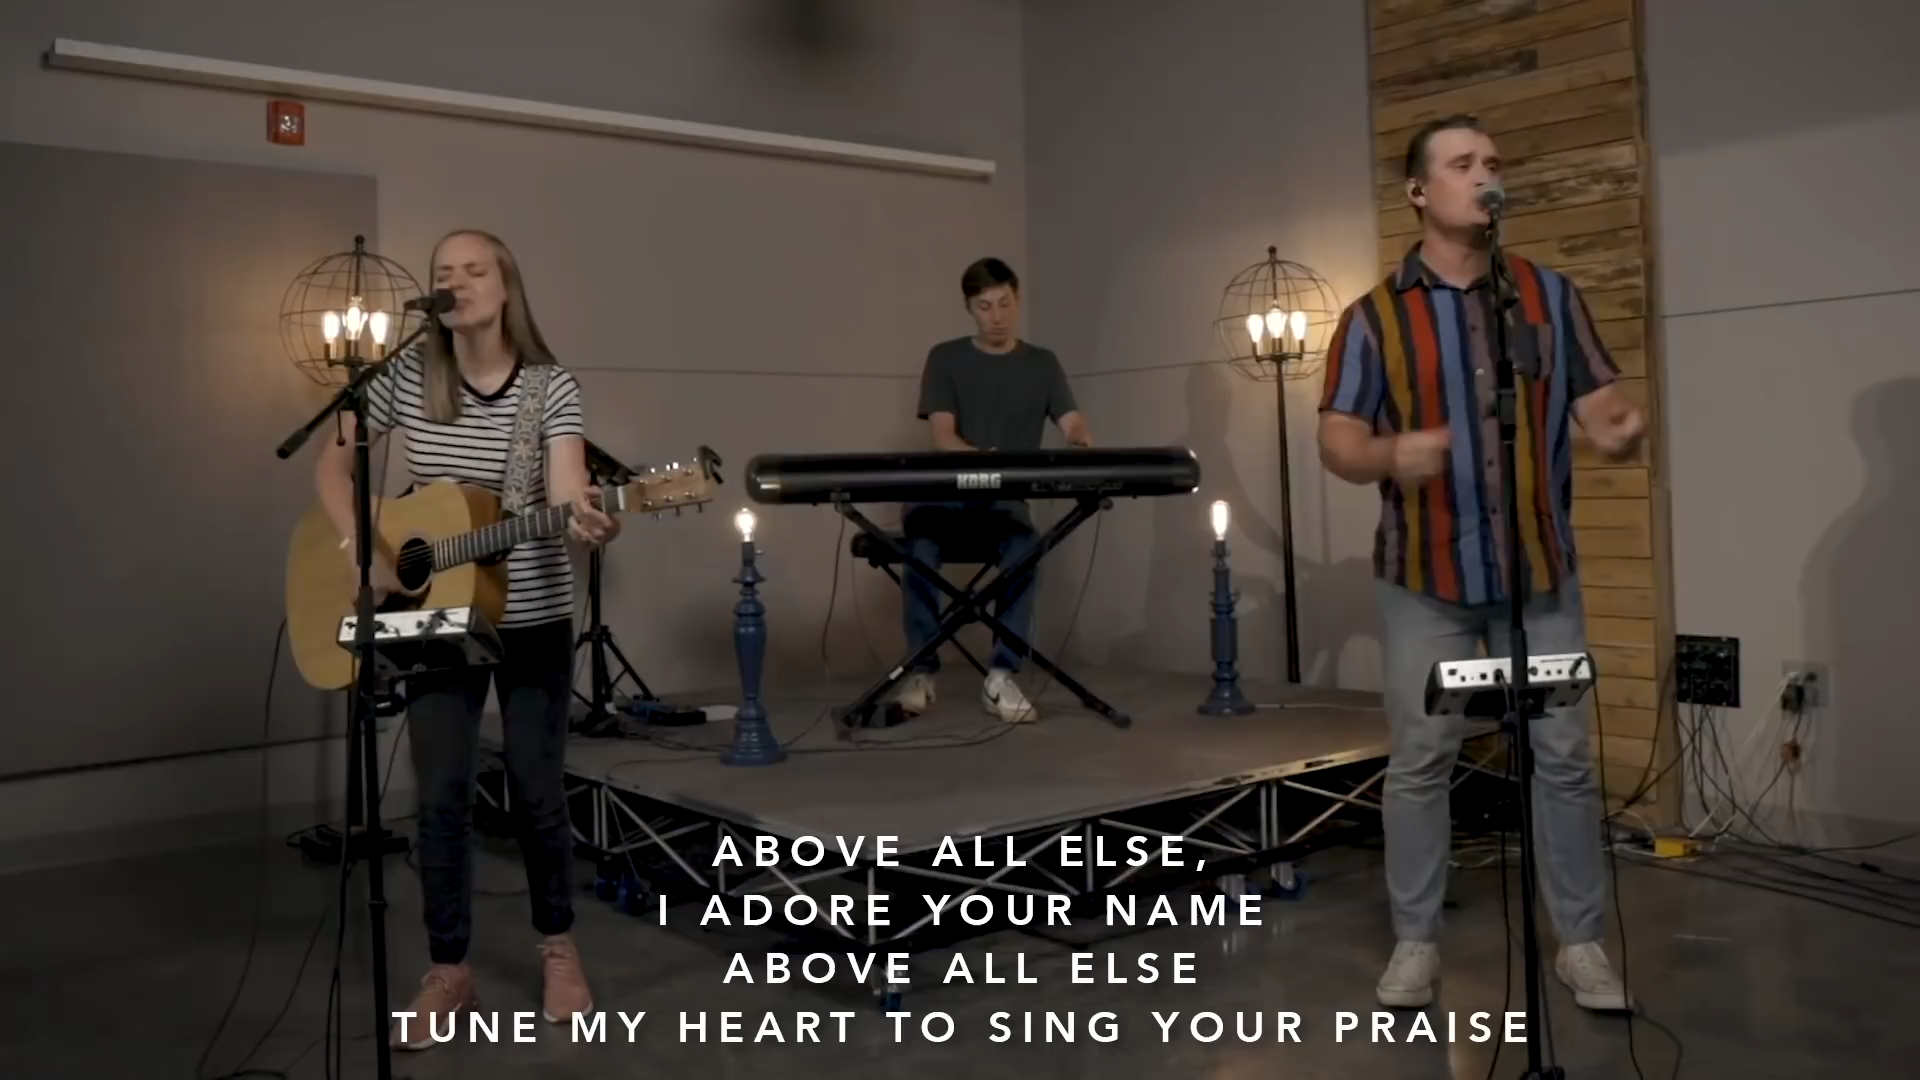 KORG
ABOVE ALL ELSE,
I ADORE YOUR NAME
ABOVE ALL ELSE
TUNE MY HEART TO SING YOUR PRAISE